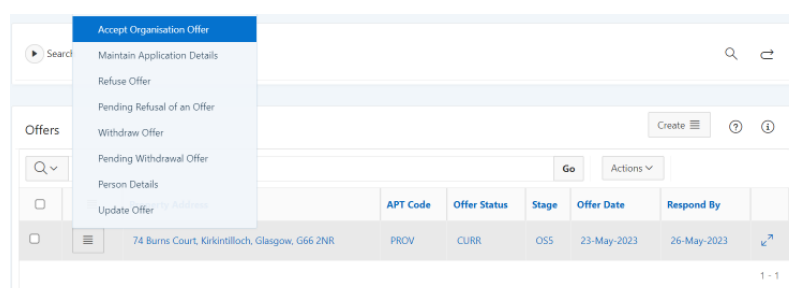 Accept Organisation Offer
Search
Maintain Application Details
Refuse Offer
Pending Refusal of an Offer
Offers
Create
Withdraw Offer
Pending Withdrawal Offer
Go
Actions
Person Details
Update Offer
APT Code Offer Status Stage Offer Date Respond By
74 Burns Court, Kirkintilloch, Glasgow, G66 2NR PROV CURR OS5 23-May-2023 26-May-2023
1 - 1